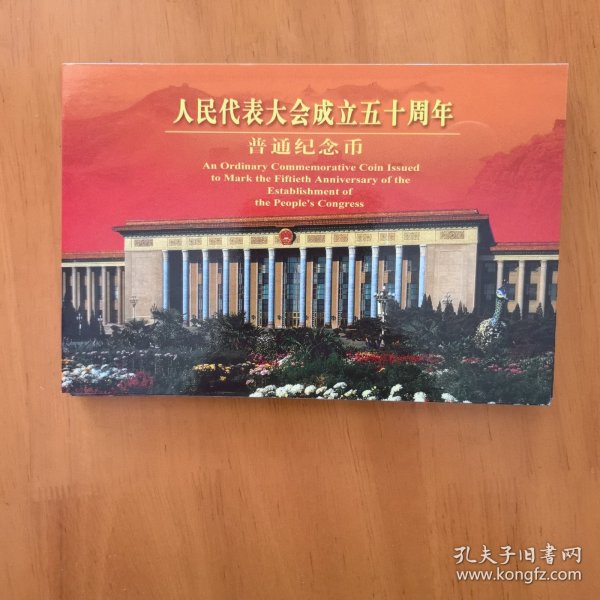 人民代表大会成立五十周年
普通纪念币
An Ordinary Commemorative Coin Issued
to Mark the Fiftieth Anniversary of the
Establishment of
the People's Congress
孔夫子旧书网
www.kongfz.com